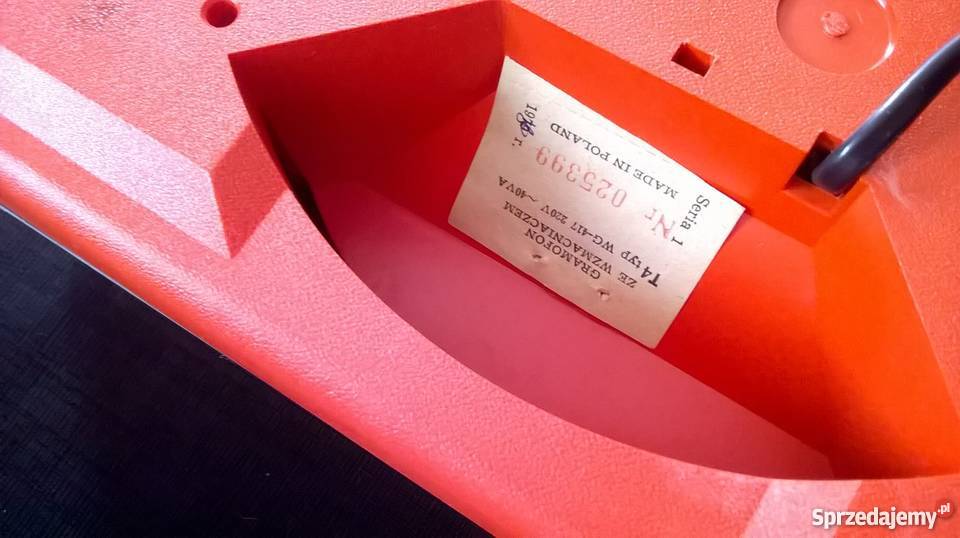 GRAMOFON
ZE WZMACNIACZEM
T4 typ WG-417 220V ~40VA
Seria 1
Nr 025399
MADE IN POLAND
r.
Sprzedajemy.pl